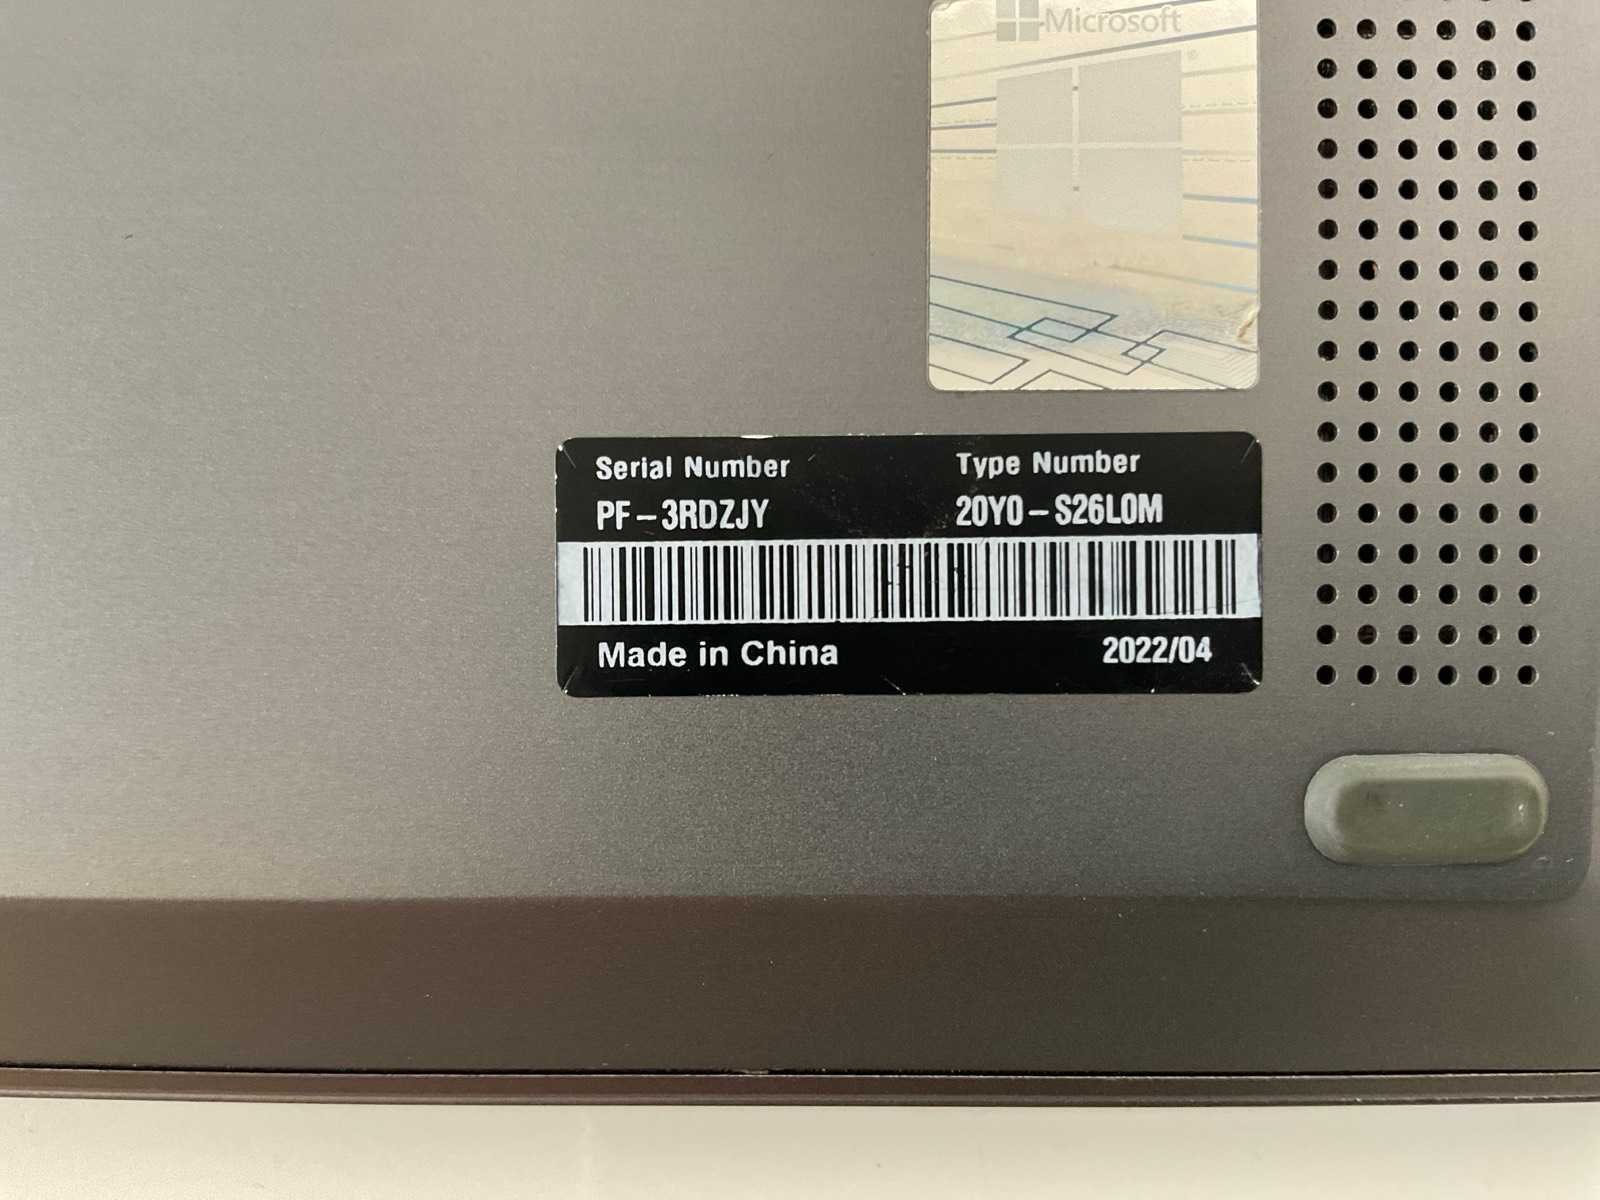 Microsoft
®
Serial Number
Type Number
PF-3RDZJY
20Y0-S26L0M
Made in China
2022/04